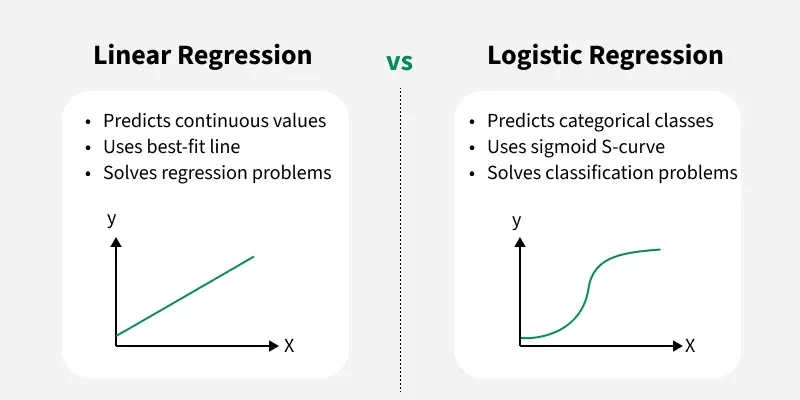 Linear Regression
vs
Logistic Regression
• Predicts continuous values
• Uses best-fit line
• Solves regression problems
y
X
• Predicts categorical classes
• Uses sigmoid S-curve
• Solves classification problems
y
X